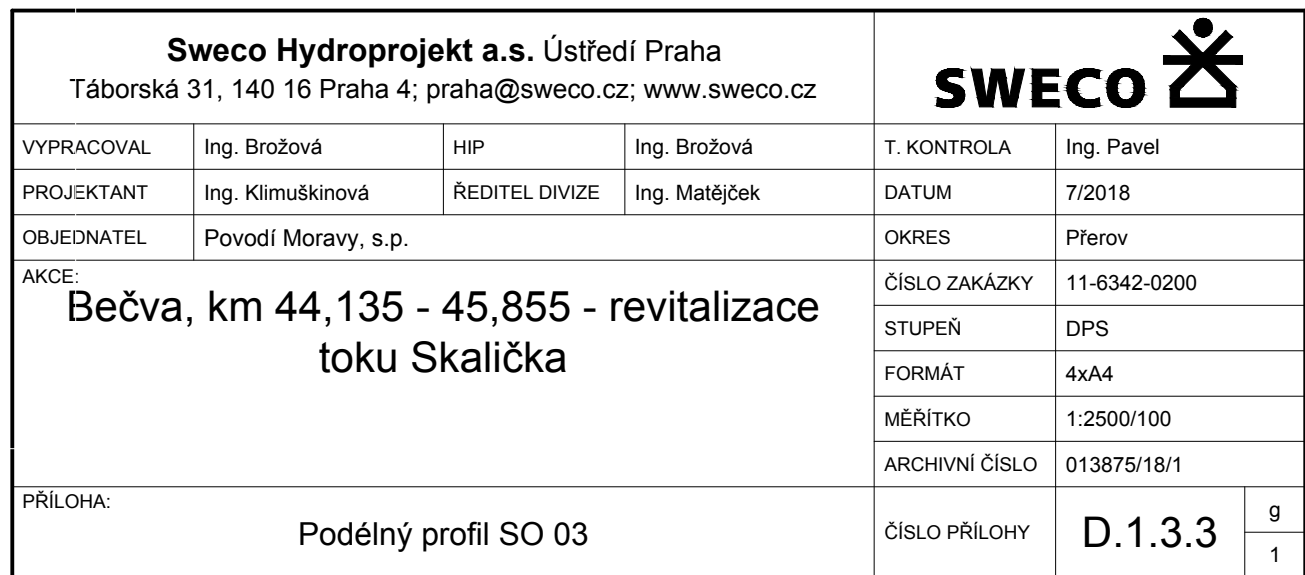 Sweco Hydroprojekt a.s. Ústředí Praha
Táborská 31, 140 16 Praha 4; praha@sweco.cz; www.sweco.cz
SWECO
VYPRACOVAL Ing. Brožová HIP Ing. Brožová T. KONTROLA Ing. Pavel
PROJEKTANT Ing. Klimuškinová ŘEDITEL DIVIZE Ing. Matějček DATUM 7/2018
OBJEDNATEL Povodí Moravy, s.p. OKRES Přerov
AKCE:
Bečva, km 44,135 - 45,855 - revitalizace
toku Skalička
ČÍSLO ZAKÁZKY 11-6342-0200
STUPEŇ DPS
FORMÁT 4xA4
MĚŘÍTKO 1:2500/100
ARCHIVNÍ ČÍSLO 013875/18/1
PŘÍLOHA:
Podélný profil SO 03
ČÍSLO PŘÍLOHY D.1.3.3 g
1